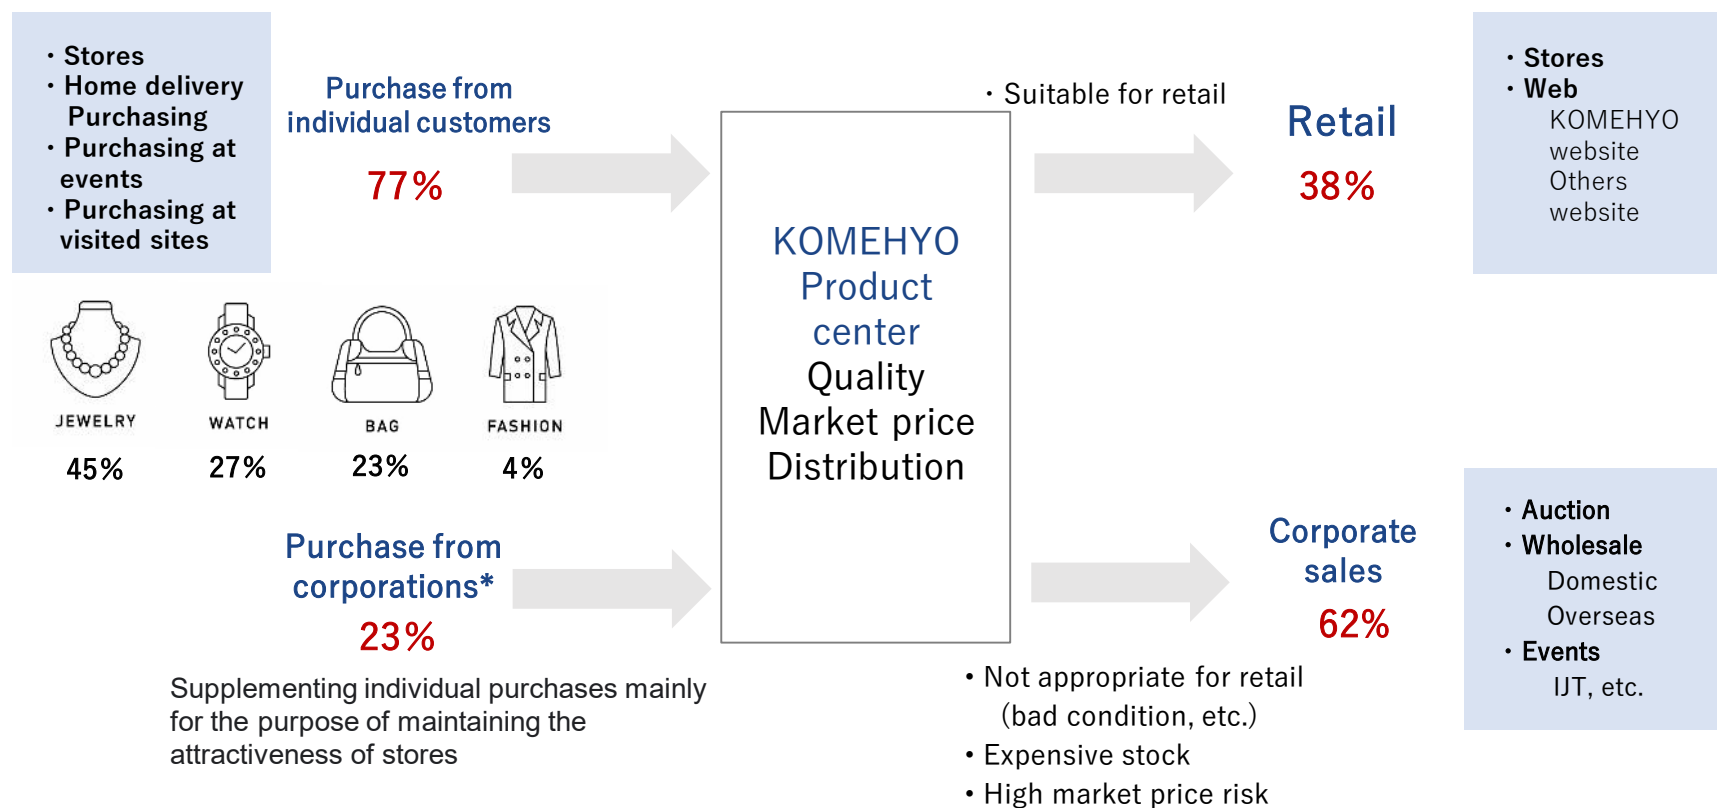 ・Stores
・Home delivery
Purchasing
・Purchasing at
events
・Purchasing at
visited sites
Purchase from
individual customers
77%
JEWELRY
WATCH
BAG
FASHION
45%
27%
23%
4%
Purchase from
corporations*
23%
Supplementing individual purchases mainly
for the purpose of maintaining the
attractiveness of stores
KOMEHYO
Product
center
Quality
Market price
Distribution
・Suitable for retail
Retail
38%
・Stores
・Web
KOMEHYO
website
Others
website
Corporate
sales
62%
・Not appropriate for retail
（bad condition, etc.）
・Expensive stock
・High market price risk
・Auction
・Wholesale
Domestic
Overseas
・Events
IJT, etc.